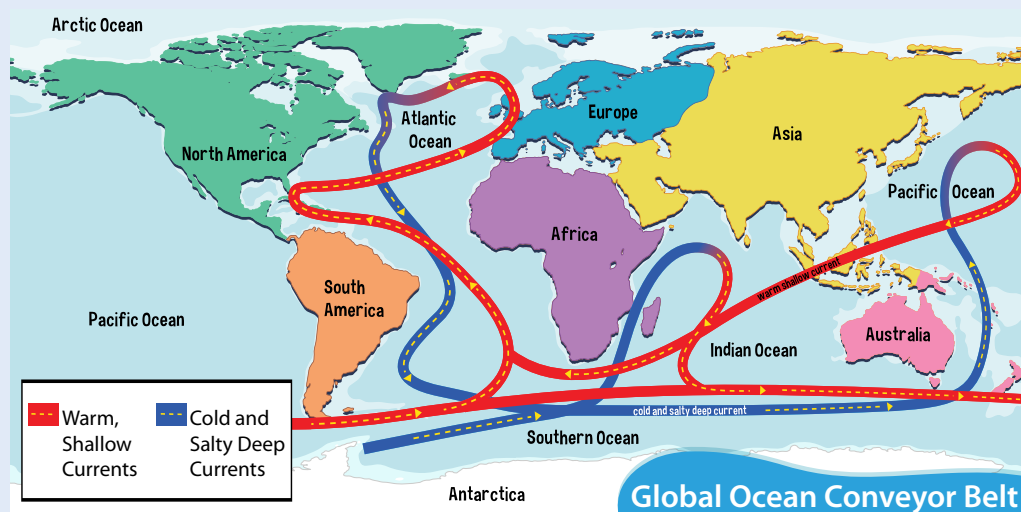 Arctic Ocean
Atlantic
Ocean
Europe
Asia
North America
Pacific Ocean
Africa
South
America
warm shallow current
Pacific Ocean
Indian Ocean
Australia
Warm,
Shallow
Currents
Cold and
Salty Deep
Currents
cold and salty deep current
Southern Ocean
Antarctica
Global Ocean Conveyor Belt